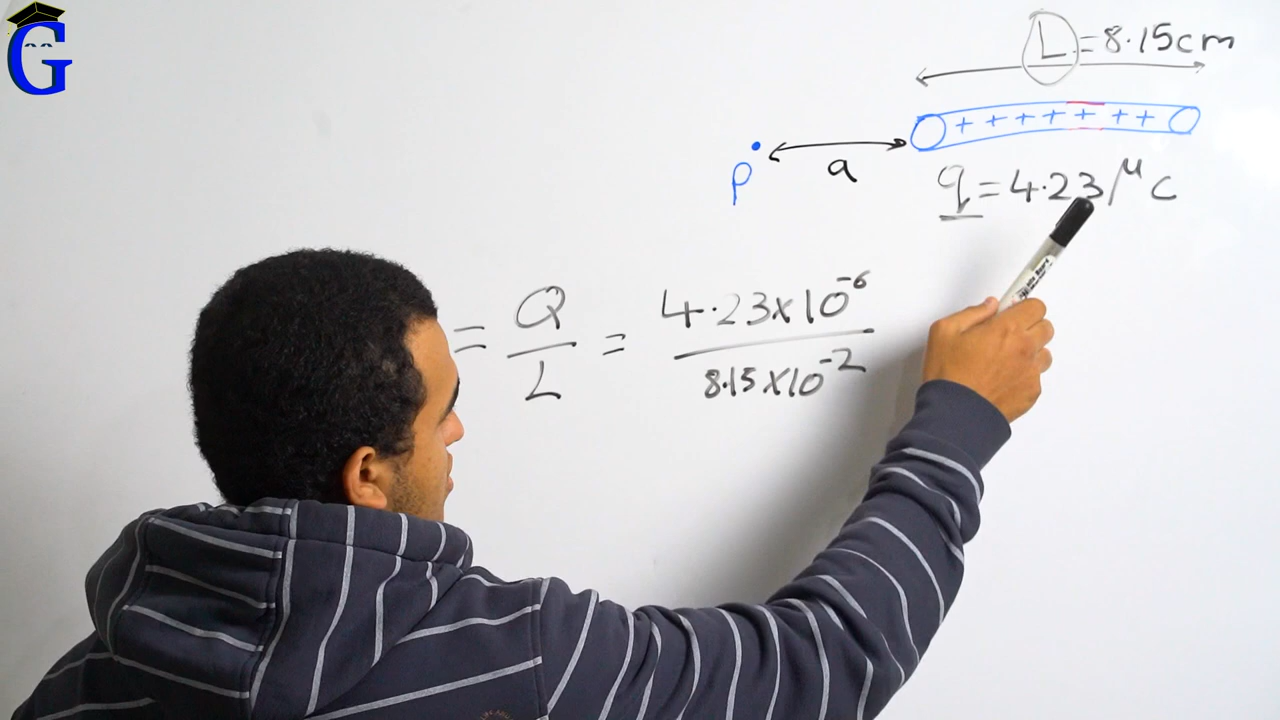 G
L = 8.15cm
+ + + + + + +
P
a
q = 4.23 μC
= Q/L = 4.23x10⁻⁶/8.15x10⁻²